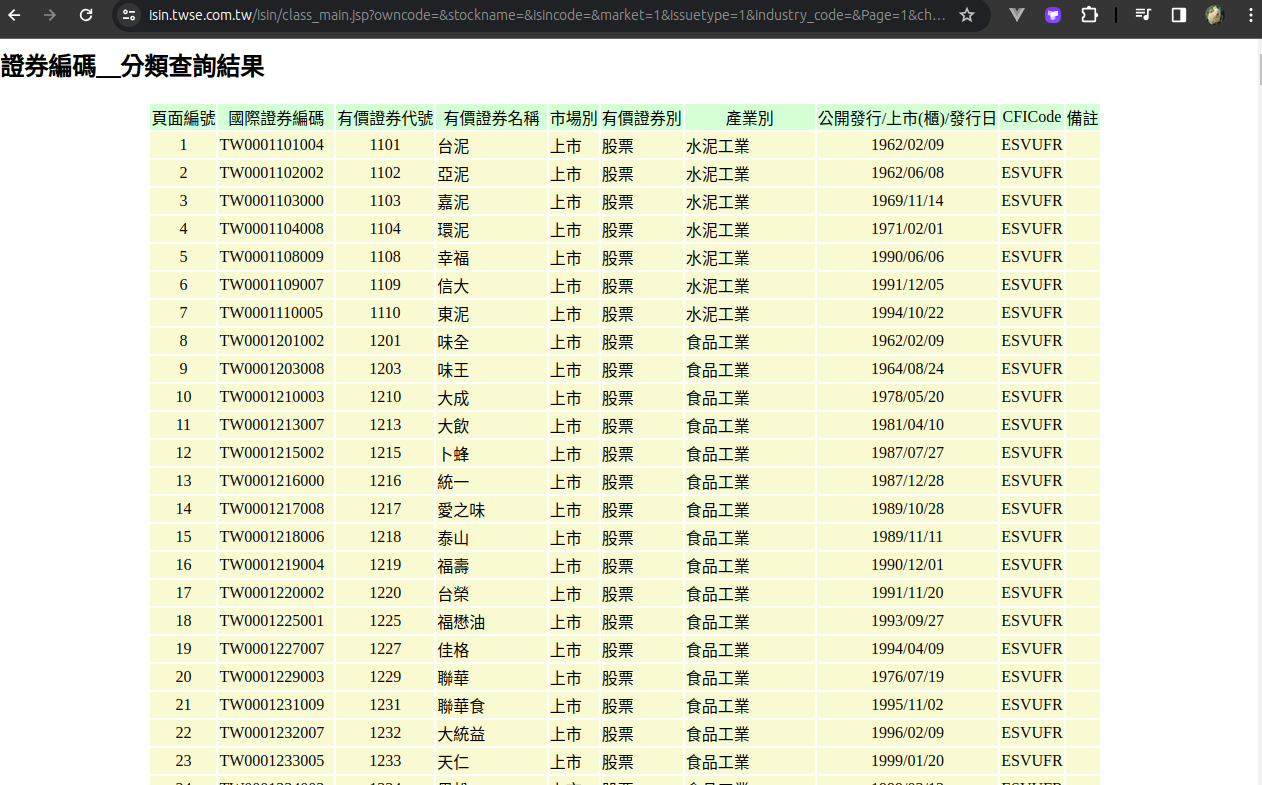 isin.twse.com.tw/isin/class_main.jsp?owncode=&stockname=&isincode=&market=1&issuetype=1&industry_code=&Page=1&ch...
證券編碼__分類查詢結果
頁面編號 國際證券編碼 有價證券代號 有價證券名稱 市場別 有價證券別 產業別 公開發行/上市(櫃)/發行日 CFICode 備註
1 TW0001101004 1101 台泥 上市 股票 水泥工業 1962/02/09 ESVUFR
2 TW0001102002 1102 亞泥 上市 股票 水泥工業 1962/06/08 ESVUFR
3 TW0001103000 1103 嘉泥 上市 股票 水泥工業 1969/11/14 ESVUFR
4 TW0001104008 1104 環泥 上市 股票 水泥工業 1971/02/01 ESVUFR
5 TW0001108009 1108 幸福 上市 股票 水泥工業 1990/06/06 ESVUFR
6 TW0001109007 1109 信大 上市 股票 水泥工業 1991/12/05 ESVUFR
7 TW0001110005 1110 東泥 上市 股票 水泥工業 1994/10/22 ESVUFR
8 TW0001201002 1201 味全 上市 股票 食品工業 1962/02/09 ESVUFR
9 TW0001203008 1203 味王 上市 股票 食品工業 1964/08/24 ESVUFR
10 TW0001210003 1210 大成 上市 股票 食品工業 1978/05/20 ESVUFR
11 TW0001213007 1213 大飲 上市 股票 食品工業 1981/04/10 ESVUFR
12 TW0001215002 1215 卜蜂 上市 股票 食品工業 1987/07/27 ESVUFR
13 TW0001216000 1216 統一 上市 股票 食品工業 1987/12/28 ESVUFR
14 TW0001217008 1217 愛之味 上市 股票 食品工業 1989/10/28 ESVUFR
15 TW0001218006 1218 泰山 上市 股票 食品工業 1989/11/11 ESVUFR
16 TW0001219004 1219 福壽 上市 股票 食品工業 1990/12/01 ESVUFR
17 TW0001220002 1220 台榮 上市 股票 食品工業 1991/11/20 ESVUFR
18 TW0001225001 1225 福懋油 上市 股票 食品工業 1993/09/27 ESVUFR
19 TW0001227007 1227 佳格 上市 股票 食品工業 1994/04/09 ESVUFR
20 TW0001229003 1229 聯華 上市 股票 食品工業 1976/07/19 ESVUFR
21 TW0001231009 1231 聯華食 上市 股票 食品工業 1995/11/02 ESVUFR
22 TW0001232007 1232 大統益 上市 股票 食品工業 1996/02/09 ESVUFR
23 TW0001233005 1233 天仁 上市 股票 食品工業 1999/01/20 ESVUFR